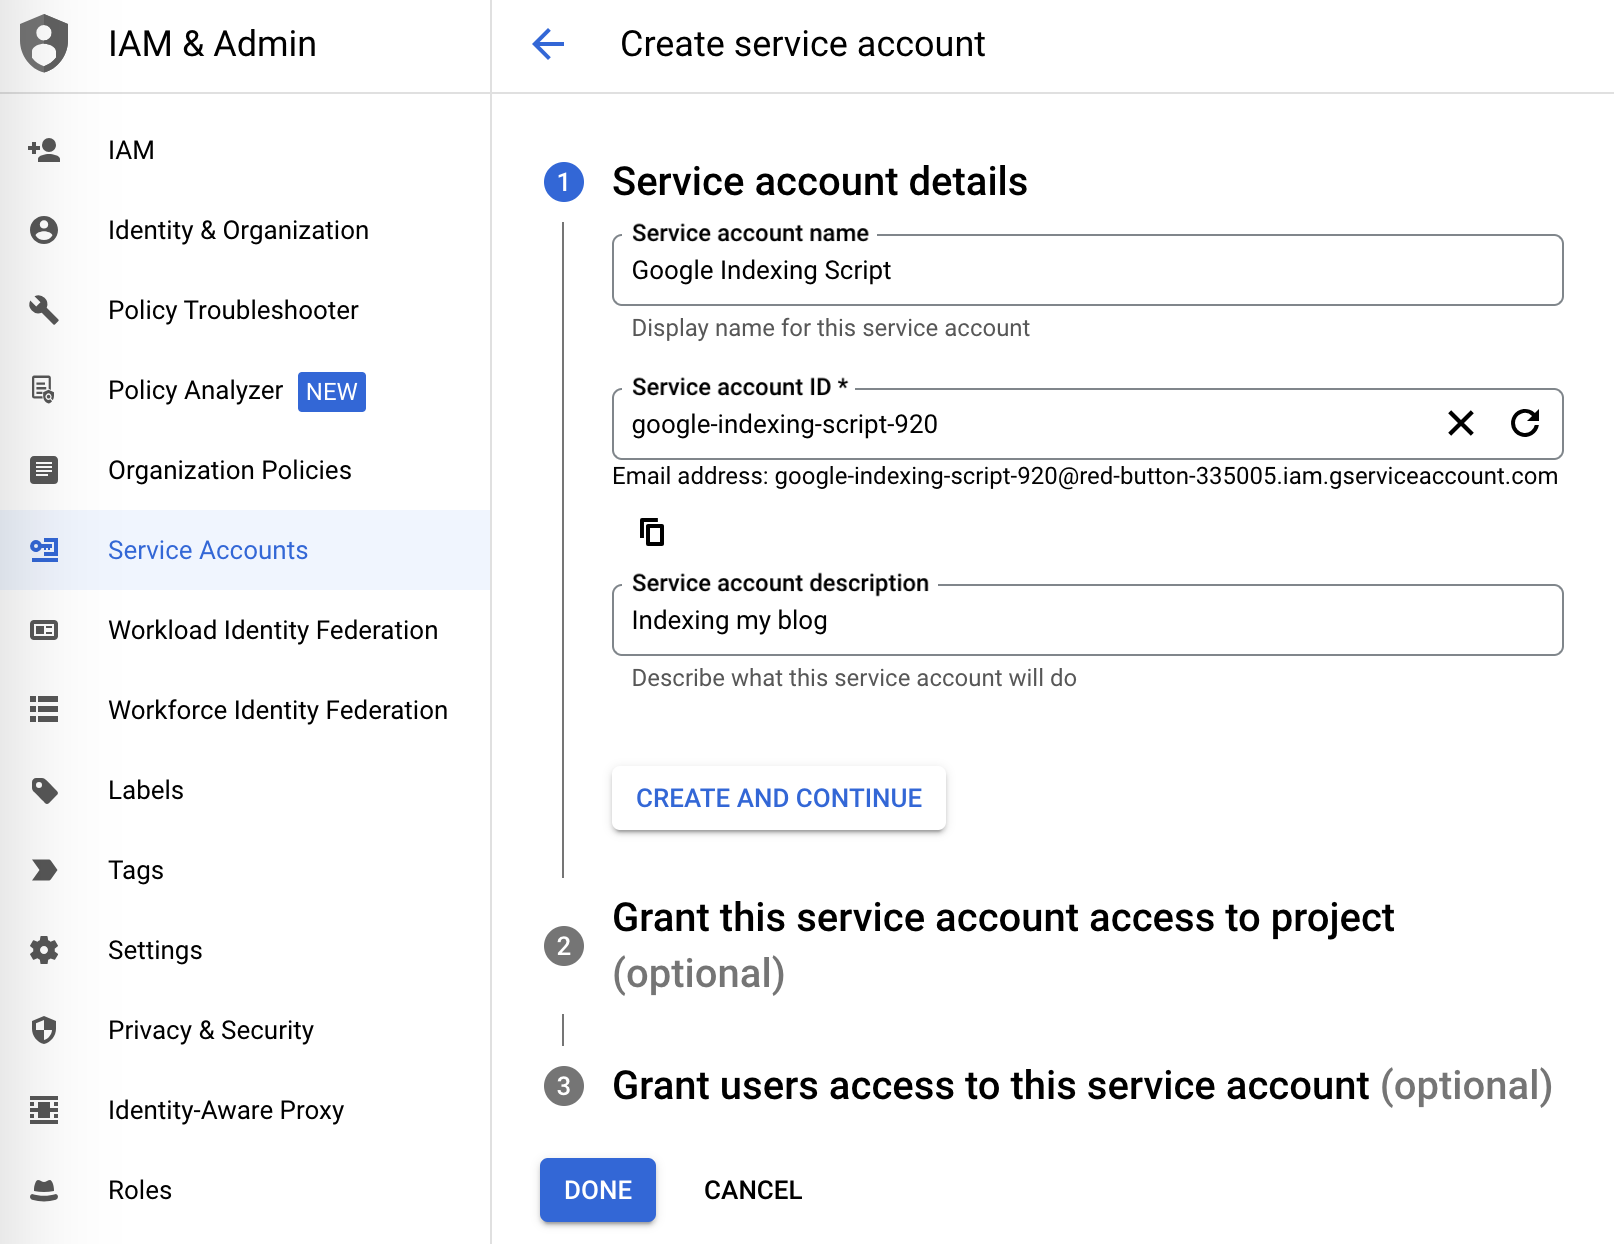 IAM & Admin
Create service account
IAM
Identity & Organization
Policy Troubleshooter
Policy Analyzer NEW
Organization Policies
Service Accounts
Workload Identity Federation
Workforce Identity Federation
Labels
Tags
Settings
Privacy & Security
Identity-Aware Proxy
Roles
1 Service account details
Service account name
Google Indexing Script
Display name for this service account
Service account ID *
google-indexing-script-920
Email address: google-indexing-script-920@red-button-335005.iam.gserviceaccount.com
Service account description
Indexing my blog
Describe what this service account will do
CREATE AND CONTINUE
2 Grant this service account access to project
(optional)
3 Grant users access to this service account (optional)
DONE CANCEL